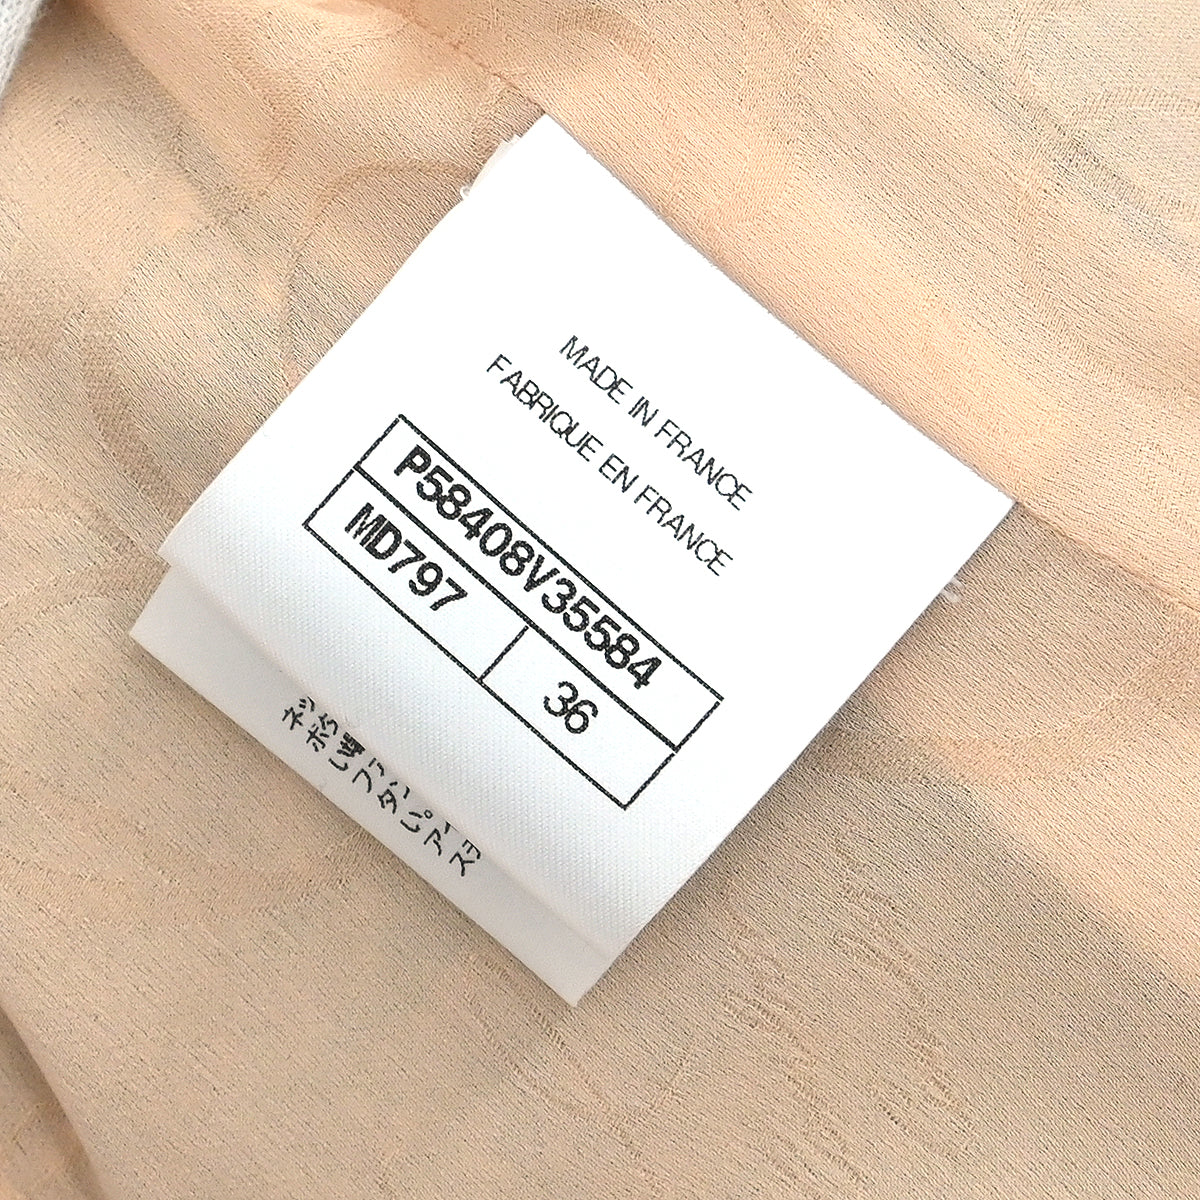 MADE IN FRANCE
FABRIQUE EN FRANCE
P58408V35584
MD797
36